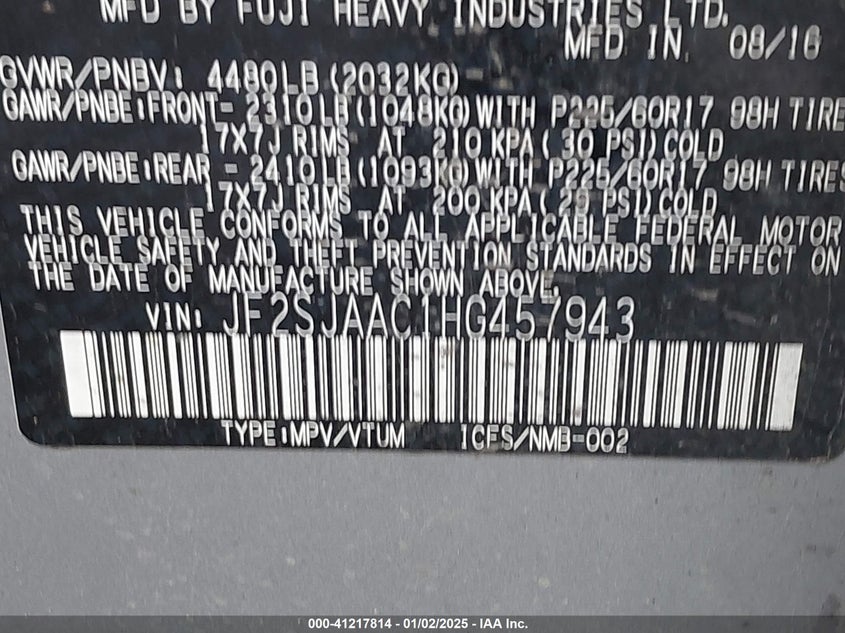 MFD BY FUJI HEAVY INDUSTRIES LTD.
MFD IN. 08/16
GVWR/PNBV: 4480LB (2032KG)
GAWR/PNBE:FRONT- 2310LB(1048KG)WITH P225/60R17 98H TIRE
17X7J RIMS AT 210 KPA( 30 PSI)COLD
GAWR/PNBE:REAR - 2410LB(1093KG)WITH P225/60R17 98H TIRES
17X7J RIMS AT 200 KPA( 29 PSI)COLD
THIS VEHICLE CONFORMS TO ALL APPLICABLE FEDERAL MOTOR
VEHICLE SAFETY AND THEFT PREVENTION STANDARDS IN EFFECT ON
THE DATE OF MANUFACTURE SHOWN ABOVE.
VIN: JF2SJAAC1HG457943
TYPE:MPV/VTUM ICFS/NMB-002
000-41217814 - 01/02/2025 - IAA Inc.